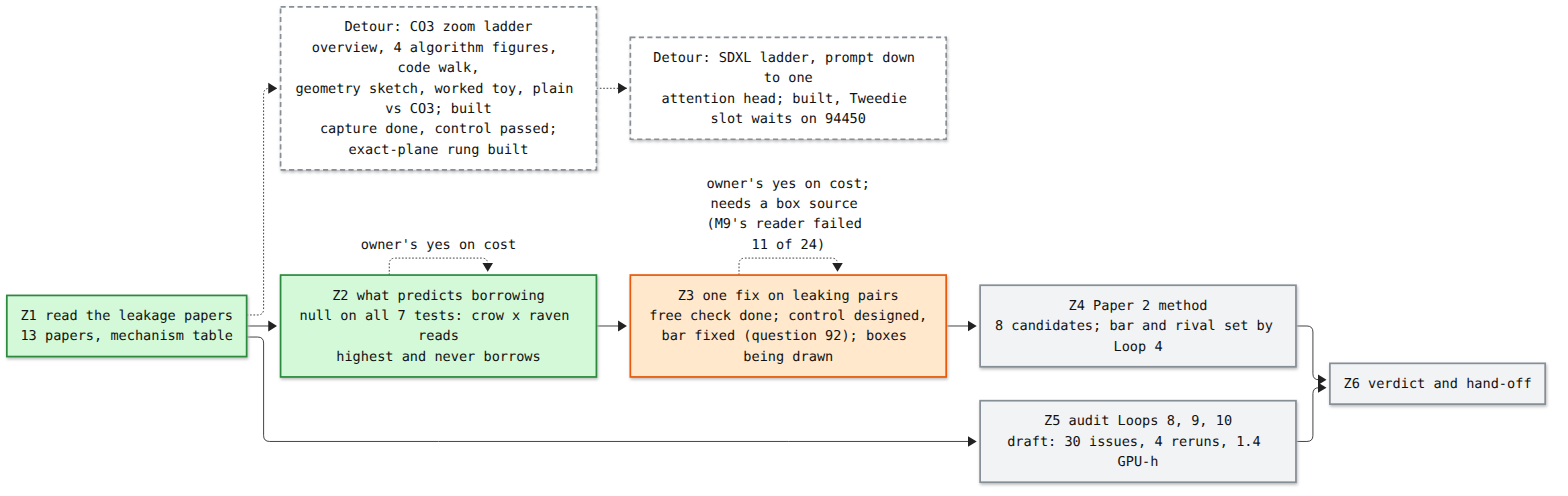 Detour: CO3 zoom ladder
overview, 4 algorithm figures,
code walk,
geometry sketch, worked toy, plain
vs CO3; built
capture done, control passed;
exact-plane rung built
Detour: SDXL ladder, prompt down
to one
attention head; built, Tweedie
slot waits on 94450
owner's yes on cost
owner's yes on cost;
needs a box source
(M9's reader failed
11 of 24)
Z1 read the leakage papers
13 papers, mechanism table
Z2 what predicts borrowing
null on all 7 tests: crow x raven
reads
highest and never borrows
Z3 one fix on leaking pairs
free check done; control designed,
bar fixed (question 92); boxes
being drawn
Z4 Paper 2 method
8 candidates; bar and rival set by
Loop 4
Z5 audit Loops 8, 9, 10
draft: 30 issues, 4 reruns, 1.4
GPU-h
Z6 verdict and hand-off